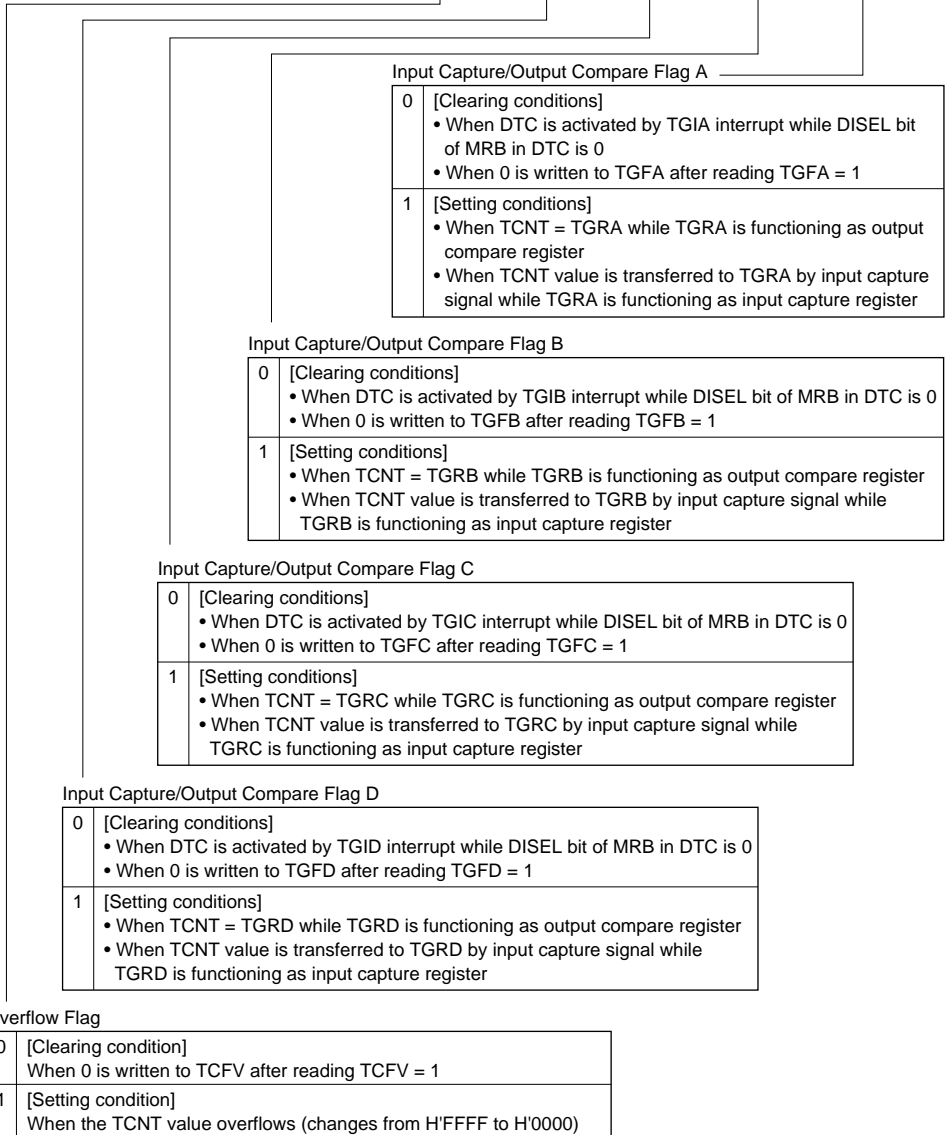 Input Capture/Output Compare Flag A
0 [Clearing conditions]
• When DTC is activated by TGIA interrupt while DISEL bit
of MRB in DTC is 0
• When 0 is written to TGFA after reading TGFA = 1
1 [Setting conditions]
• When TCNT = TGRA while TGRA is functioning as output
compare register
• When TCNT value is transferred to TGRA by input capture
signal while TGRA is functioning as input capture register
Input Capture/Output Compare Flag B
0 [Clearing conditions]
• When DTC is activated by TGIB interrupt while DISEL bit of MRB in DTC is 0
• When 0 is written to TGFB after reading TGFB = 1
1 [Setting conditions]
• When TCNT = TGRB while TGRB is functioning as output compare register
• When TCNT value is transferred to TGRB by input capture signal while
TGRB is functioning as input capture register
Input Capture/Output Compare Flag C
0 [Clearing conditions]
• When DTC is activated by TGIC interrupt while DISEL bit of MRB in DTC is 0
• When 0 is written to TGFC after reading TGFC = 1
1 [Setting conditions]
• When TCNT = TGRC while TGRC is functioning as output compare register
• When TCNT value is transferred to TGRC by input capture signal while
TGRC is functioning as input capture register
Input Capture/Output Compare Flag D
0 [Clearing conditions]
• When DTC is activated by TGID interrupt while DISEL bit of MRB in DTC is 0
• When 0 is written to TGFD after reading TGFD = 1
1 [Setting conditions]
• When TCNT = TGRD while TGRD is functioning as output compare register
• When TCNT value is transferred to TGRD by input capture signal while
TGRD is functioning as input capture register
verflow Flag
0 [Clearing condition]
When 0 is written to TCFV after reading TCFV = 1
1 [Setting condition]
When the TCNT value overflows (changes from H'FFFF to H'0000)